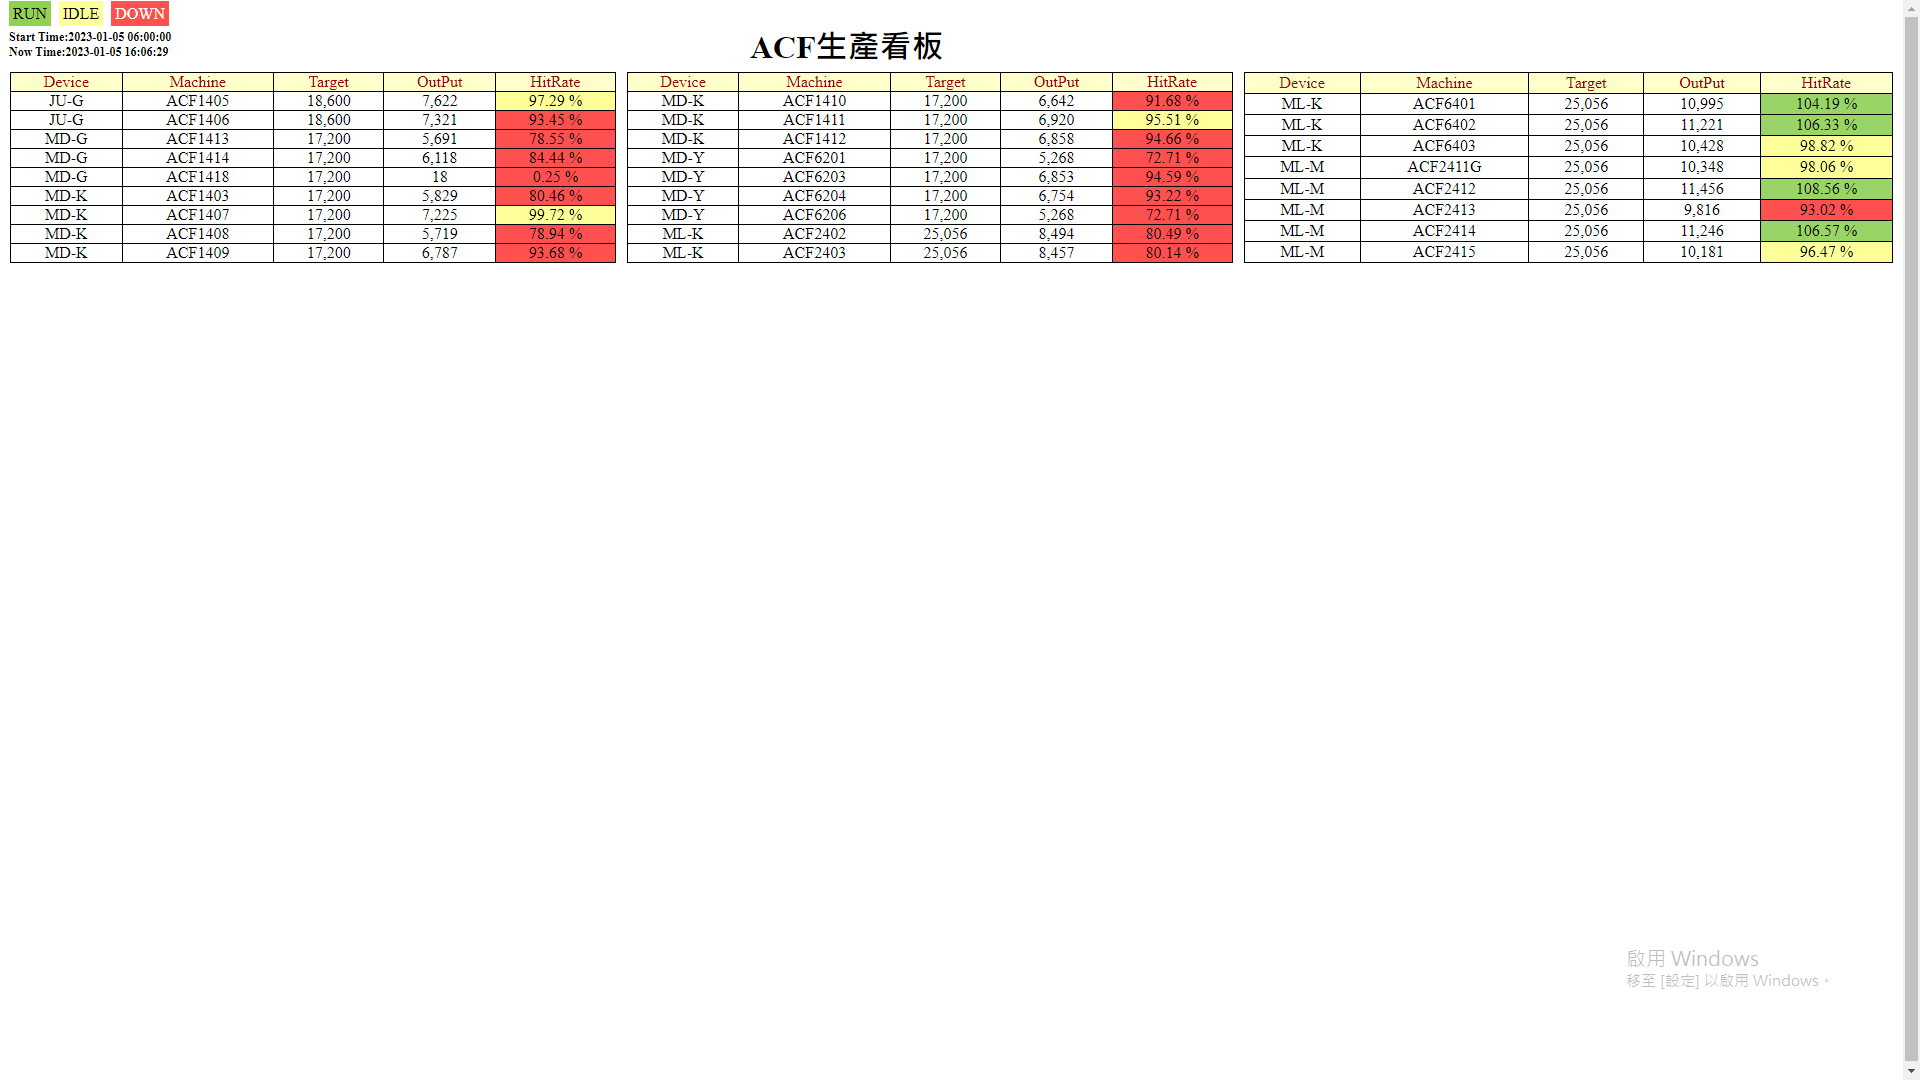 RUN IDLE DOWN
Start Time:2023-01-05 06:00:00
Now Time:2023-01-05 16:06:29
ACF生產看板
Device Machine Target OutPut HitRate
JU-G ACF1405 18,600 7,622 97.29 %
JU-G ACF1406 18,600 7,321 93.45 %
MD-G ACF1413 17,200 5,691 78.55 %
MD-G ACF1414 17,200 6,118 84.44 %
MD-G ACF1418 17,200 18 0.25 %
MD-K ACF1403 17,200 5,829 80.46 %
MD-K ACF1407 17,200 7,225 99.72 %
MD-K ACF1408 17,200 5,719 78.94 %
MD-K ACF1409 17,200 6,787 93.68 %
Device Machine Target OutPut HitRate
MD-K ACF1410 17,200 6,642 91.68 %
MD-K ACF1411 17,200 6,920 95.51 %
MD-K ACF1412 17,200 6,858 94.66 %
MD-Y ACF6201 17,200 5,268 72.71 %
MD-Y ACF6203 17,200 6,853 94.59 %
MD-Y ACF6204 17,200 6,754 93.22 %
MD-Y ACF6206 17,200 5,268 72.71 %
ML-K ACF2402 25,056 8,494 80.49 %
ML-K ACF2403 25,056 8,457 80.14 %
Device Machine Target OutPut HitRate
ML-K ACF6401 25,056 10,995 104.19 %
ML-K ACF6402 25,056 11,221 106.33 %
ML-K ACF6403 25,056 10,428 98.82 %
ML-M ACF2411G 25,056 10,348 98.06 %
ML-M ACF2412 25,056 11,456 108.56 %
ML-M ACF2413 25,056 9,816 93.02 %
ML-M ACF2414 25,056 11,246 106.57 %
ML-M ACF2415 25,056 10,181 96.47 %
啟用 Windows
移至 [設定] 以啟用 Windows。